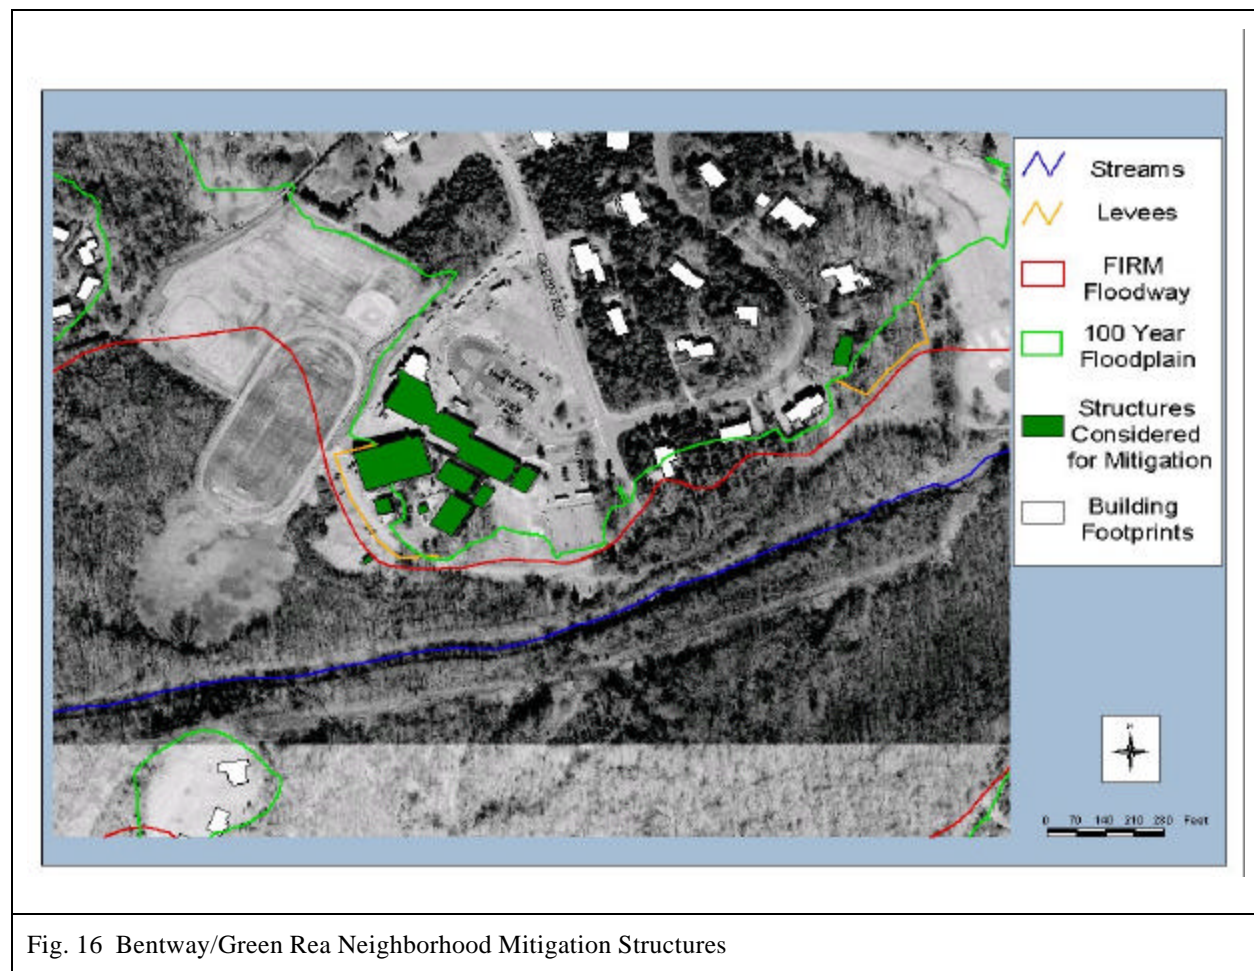 Streams
Levees
FIRM
Floodway
100 Year
Floodplain
Structures
Considered
for Mitigation
Building
Footprints
N
0 70 140 210 280 Feet
Fig. 16 Bentway/Green Rea Neighborhood Mitigation Structures